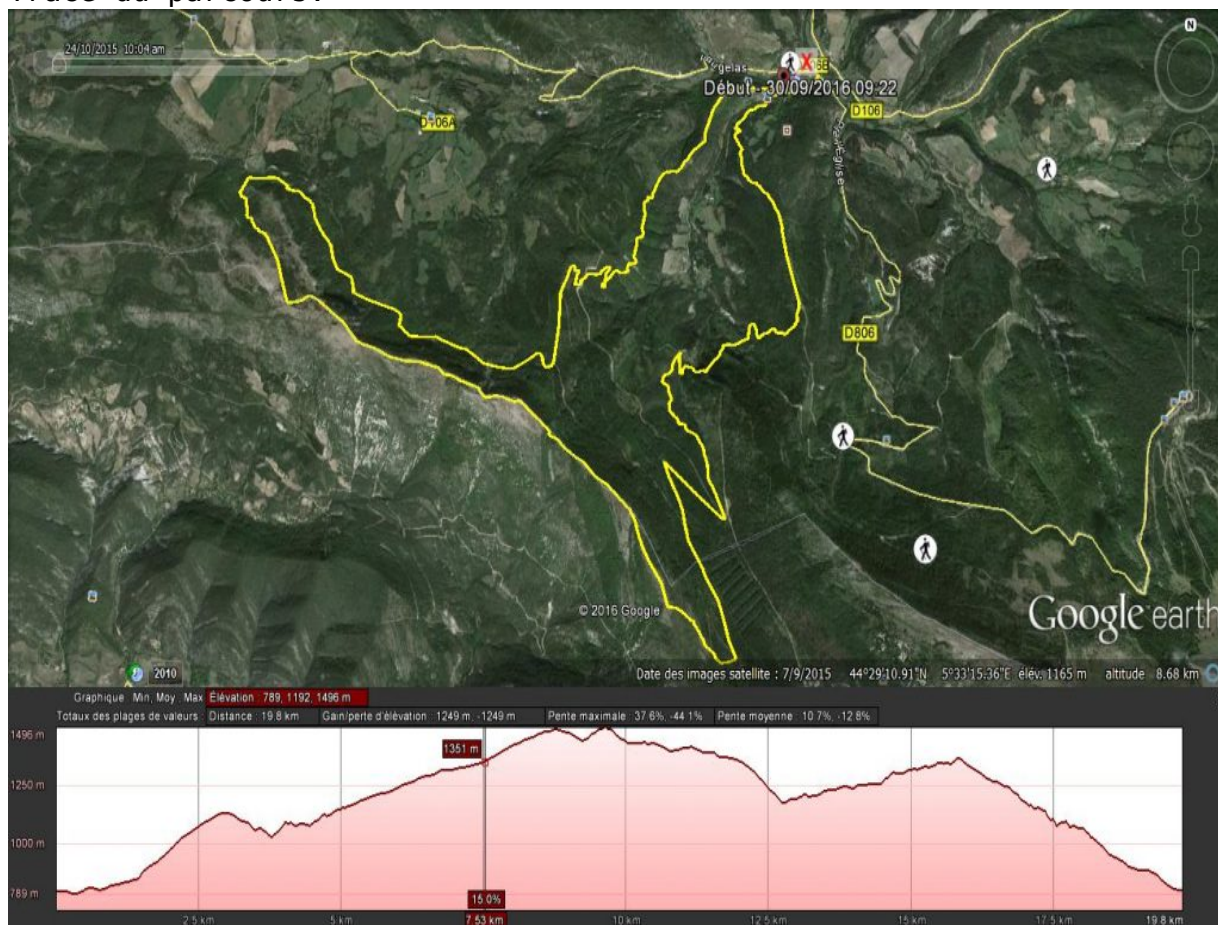 Tracé du parcours:
24/10/2015 10:04 am
N
Début - 30/09/2016 09:22
D106
D106A
D806
© 2016 Google
Google earth
2010
Date des images satellite : 7/9/2015 44°29'10.91"N 5°33'15.36"E élév. 1165 m altitude 8.68 km
Graphique Min, Moy, Max Élévation : 789, 1192, 1496 m
Totaux des plages de valeurs : Distance : 19.8 km Gain/perte d'élévation : 1249 m, -1249 m Pente maximale : 37.6%, -44.1% Pente moyenne : 10.7%, -12.8%
1496 m
1351 m
1250 m
1000 m
789 m
15.0%
2.5 km 5 km 7.53 km 10 km 12.5 km 15 km 17.5 km 19.8 km